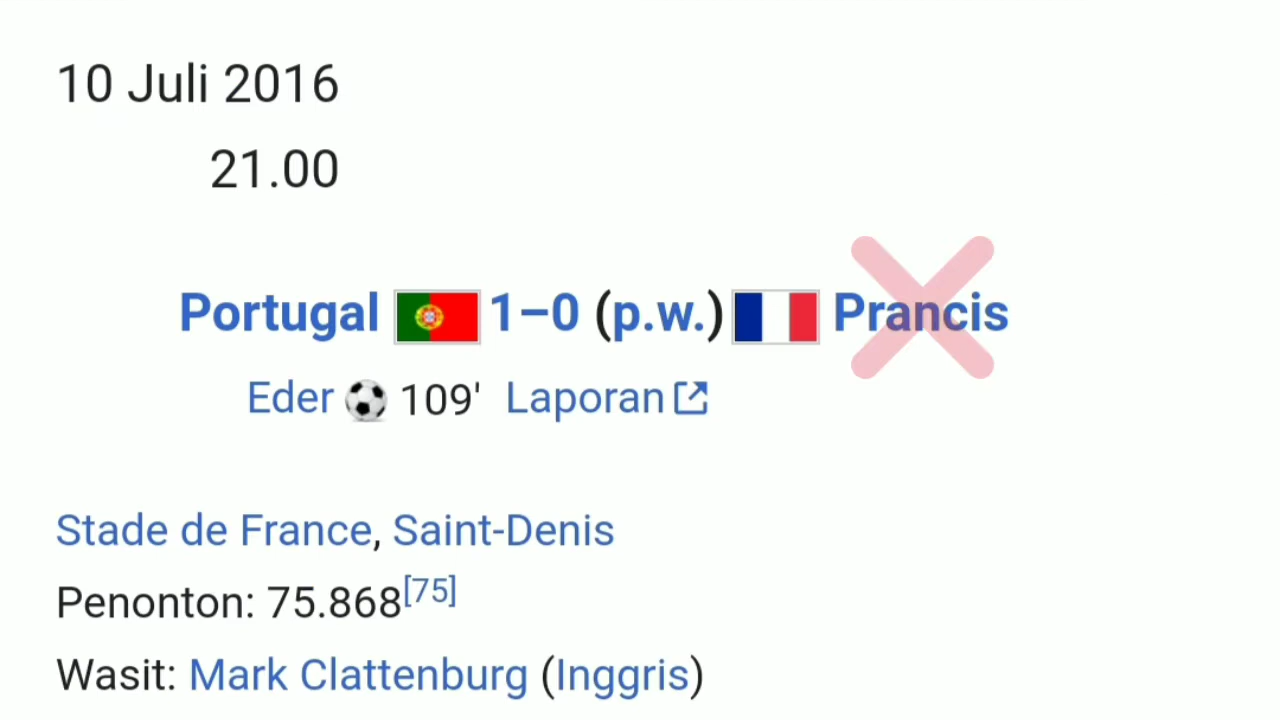 10 Juli 2016
21.00
Portugal 1–0 (p.w.) Prancis
Eder 109' Laporan
Stade de France, Saint-Denis
Penonton: 75.868[75]
Wasit: Mark Clattenburg (Inggris)